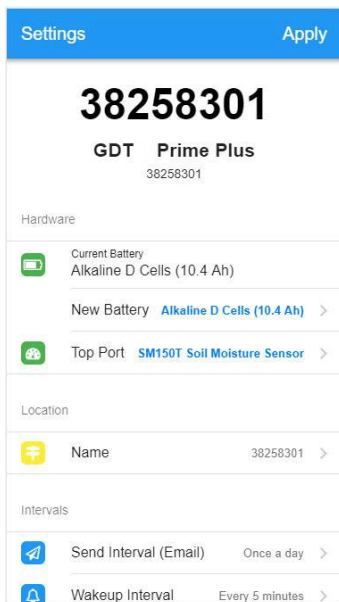 Settings Apply
38258301
GDT Prime Plus
38258301
Hardware
Current Battery
Alkaline D Cells (10.4 Ah)
New Battery Alkaline D Cells (10.4 Ah)
Top Port SM150T Soil Moisture Sensor
Location
Name 38258301
Intervals
Send Interval (Email) Once a day
Wakeup Interval Every 5 minutes